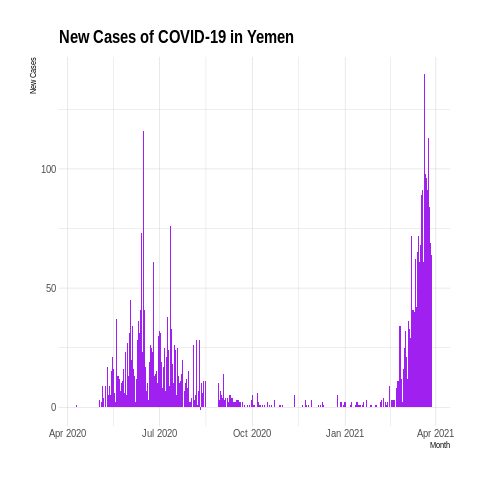 New Cases of COVID-19 in Yemen
New Cases
100
50
0
Apr 2020
Jul 2020
Oct 2020
Jan 2021
Apr 2021
Month